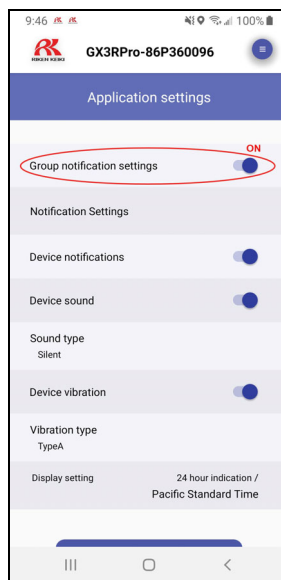 9:46
100%
RIKEN KEIKI
GX3RPro-86P360096
Application settings
ON
Group notification settings
Notification Settings
Device notifications
Device sound
Sound type
Silent
Device vibration
Vibration type
TypeA
Display setting
24 hour indication /
Pacific Standard Time